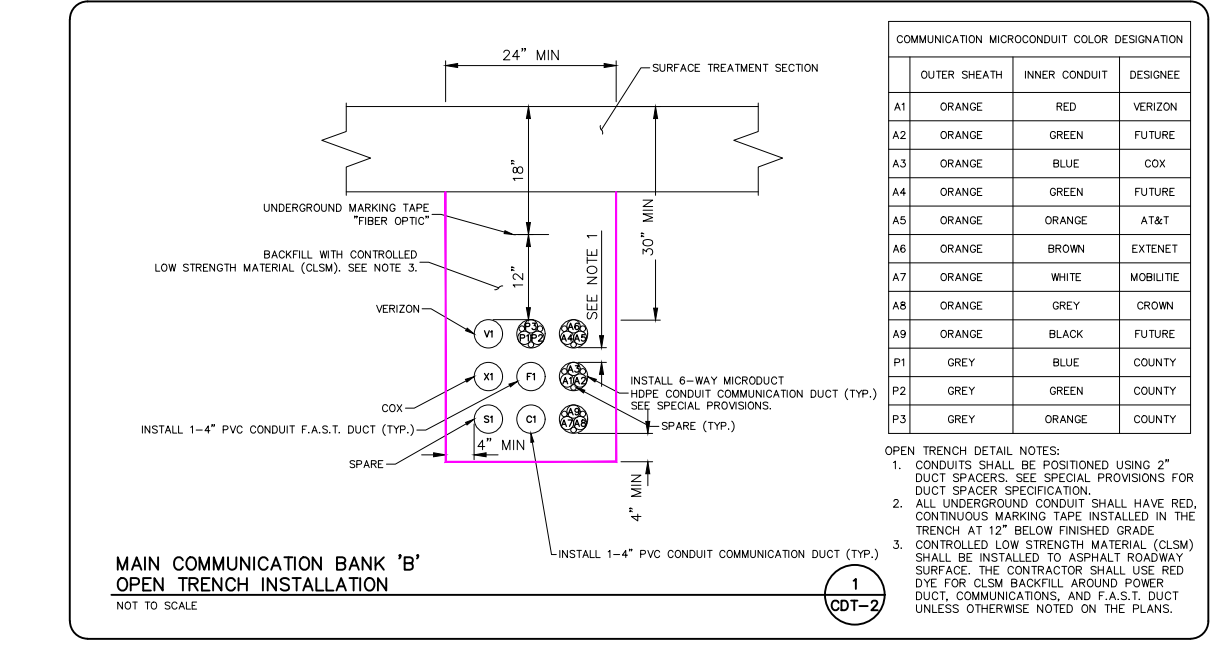 24" MIN
SURFACE TREATMENT SECTION
18"
UNDERGROUND MARKING TAPE
"FIBER OPTIC"
30" MIN
BACKFILL WITH CONTROLLED
LOW STRENGTH MATERIAL (CLSM). SEE NOTE 3.
12"
SEE NOTE 1
VERIZON
V1
P3
P1 P2
A6
A4 A5
COX
X1
F1
A3
A1 A2
INSTALL 6-WAY MICRODUCT
HDPE CONDUIT COMMUNICATION DUCT (TYP.)
SEE SPECIAL PROVISIONS.
INSTALL 1-4" PVC CONDUIT F.A.S.T. DUCT (TYP.)
SPARE (TYP.)
S1
C1
A9
A7 A8
SPARE
4" MIN
4" MIN
INSTALL 1-4" PVC CONDUIT COMMUNICATION DUCT (TYP.)
MAIN COMMUNICATION BANK 'B'
OPEN TRENCH INSTALLATION
NOT TO SCALE
1
CDT-2
COMMUNICATION MICROCONDUIT COLOR DESIGNATION
OUTER SHEATH INNER CONDUIT DESIGNEE
A1 ORANGE RED VERIZON
A2 ORANGE GREEN FUTURE
A3 ORANGE BLUE COX
A4 ORANGE GREEN FUTURE
A5 ORANGE ORANGE AT&T
A6 ORANGE BROWN EXTENET
A7 ORANGE WHITE MOBILITIE
A8 ORANGE GREY CROWN
A9 ORANGE BLACK FUTURE
P1 GREY BLUE COUNTY
P2 GREY GREEN COUNTY
P3 GREY ORANGE COUNTY
OPEN TRENCH DETAIL NOTES:
1. CONDUITS SHALL BE POSITIONED USING 2"
DUCT SPACERS. SEE SPECIAL PROVISIONS FOR
DUCT SPACER SPECIFICATION.
2. ALL UNDERGROUND CONDUIT SHALL HAVE RED,
CONTINUOUS MARKING TAPE INSTALLED IN THE
TRENCH AT 12" BELOW FINISHED GRADE
3. CONTROLLED LOW STRENGTH MATERIAL (CLSM)
SHALL BE INSTALLED TO ASPHALT ROADWAY
SURFACE. THE CONTRACTOR SHALL USE RED
DYE FOR CLSM BACKFILL AROUND POWER
DUCT, COMMUNICATIONS, AND F.A.S.T. DUCT
UNLESS OTHERWISE NOTED ON THE PLANS.